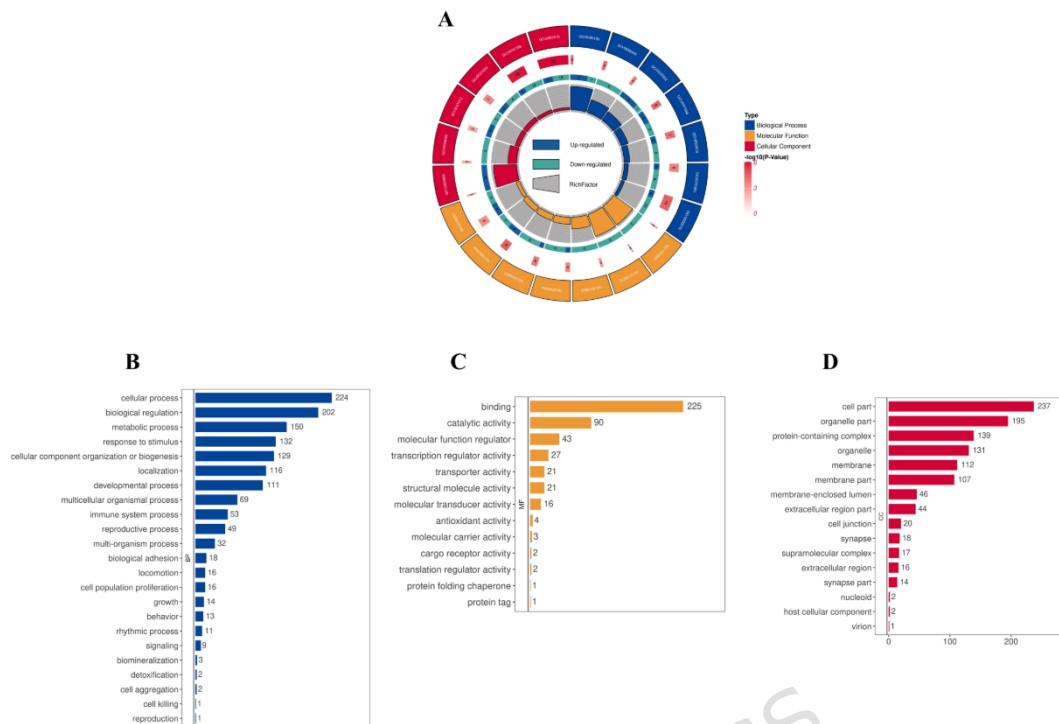 A
Type
Biological Process
Molecular Function
Cellular Component
-log10(P-Value)
0
Up-regulated
Down-regulated
RichFactor
B
cellular process 224
biological regulation 202
metabolic process 150
response to stimulus 132
cellular component organization or biogenesis 129
localization 116
developmental process 111
multicellular organismal process 69
immune system process 53
reproductive process 49
multi-organism process 32
biological adhesion 18
locomotion 16
cell population proliferation 16
growth 14
behavior 13
rhythmic process 11
signaling 9
biomineralization 3
detoxification 2
cell aggregation 2
cell killing 1
reproduction 1
BP
C
binding 225
catalytic activity 90
molecular function regulator 43
transcription regulator activity 27
transporter activity 21
structural molecule activity 21
molecular transducer activity 16
antioxidant activity 4
molecular carrier activity 3
cargo receptor activity 2
translation regulator activity 2
protein folding chaperone 1
protein tag 1
MF
D
cell part 237
organelle part 195
protein-containing complex 139
organelle 131
membrane 112
membrane part 107
membrane-enclosed lumen 46
extracellular region part 44
cell junction 20
synapse 18
supramolecular complex 17
extracellular region 16
synapse part 14
nucleoid 2
host cellular component 2
virion 1
CC
0 100 200